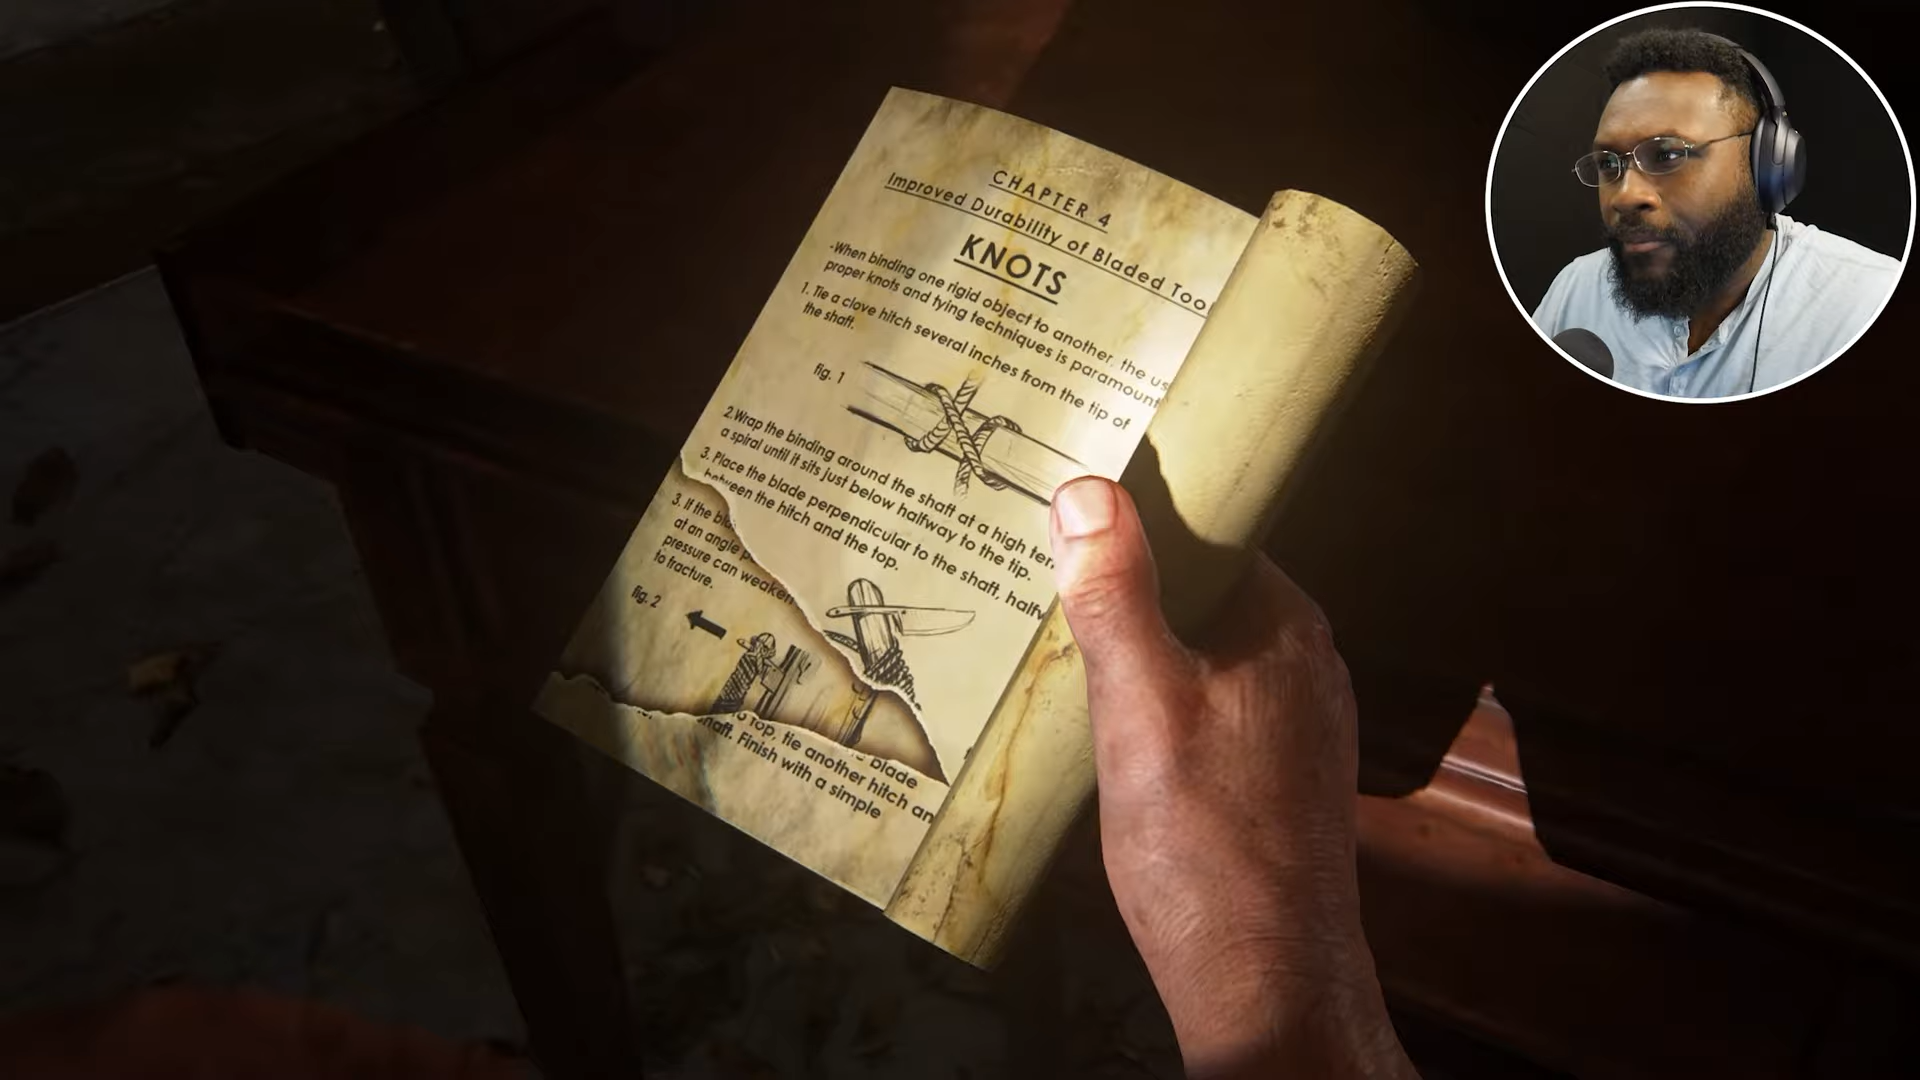 CHAPTER 4
Improved Durability of Bladed Too
KNOTS
-When binding one rigid object to another, the us
proper knots and tying techniques is paramount
1. Tie a clove hitch several inches from the tip of
the shaft.
fig. 1
2.Wrap the binding around the shaft at a high ten
a spiral until it sits just below halfway to the tip.
3. Place the blade perpendicular to the shaft, halfw
between the hitch and the top.
3. If the bla
at an angle p
pressure can weaken
to fracture.
fig. 2
blade
to top, tie another hitch an
haft. Finish with a simple